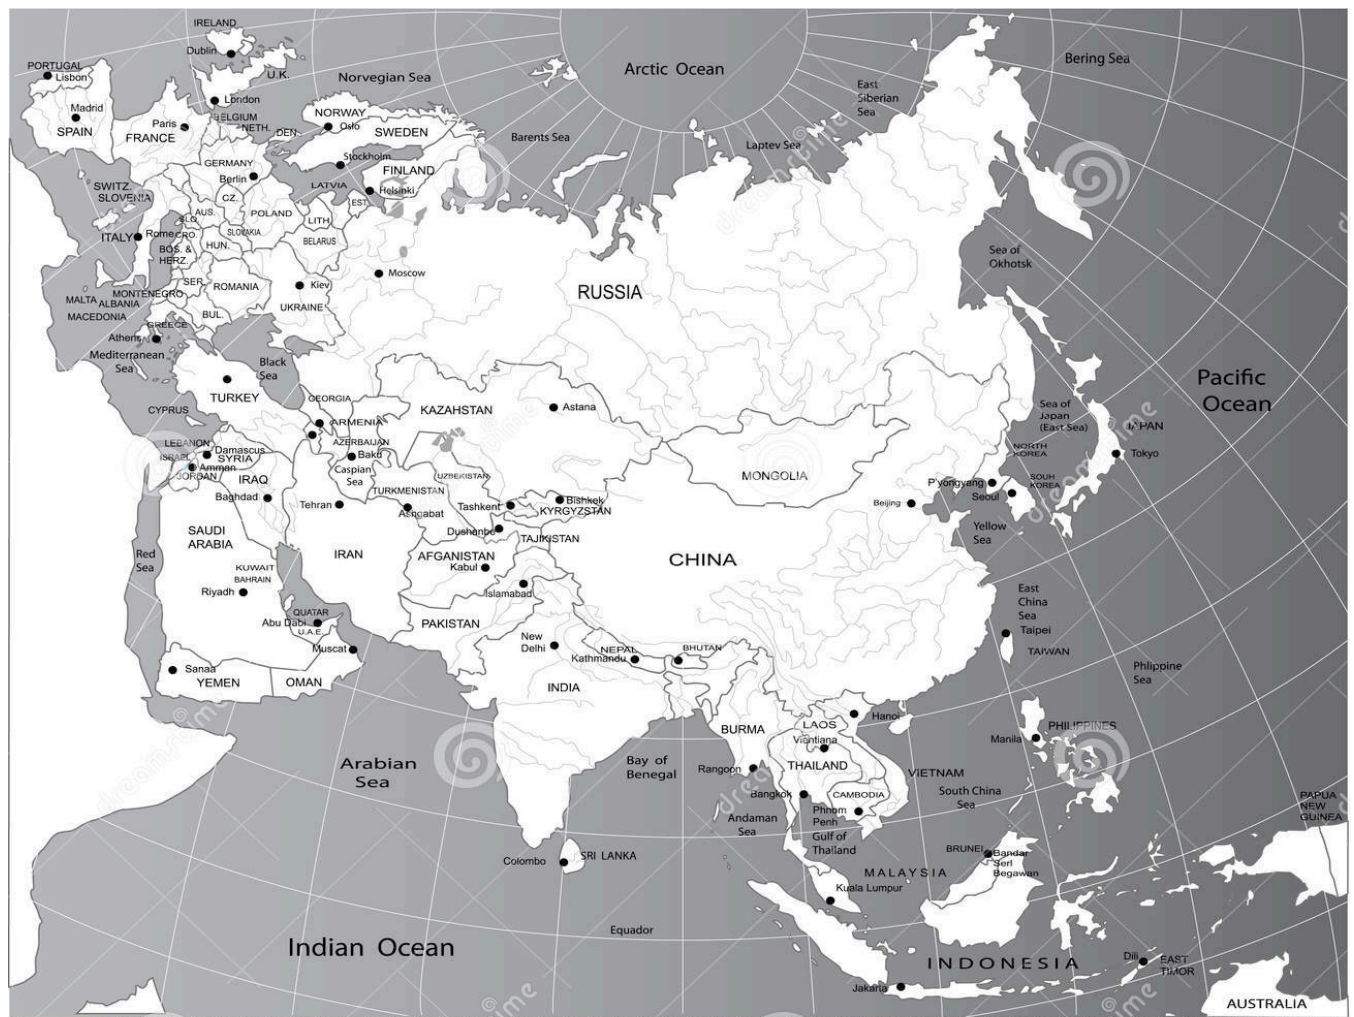 IRELAND
Dublin
U.K.
London
PORTUGAL
Lisbon
Madrid
SPAIN
Paris
FRANCE
BELGIUM
NETH.
DEN.
NORWAY
Oslo
SWEDEN
Stockholm
FINLAND
Helsinki
Norwegian Sea
Barents Sea
Arctic Ocean
Laptev Sea
East
Siberian
Sea
Bering Sea
GERMANY
Berlin
LATVIA
EST.
LITH.
SWITZ.
SLOVENIA
CZ.
AUS.
SLO.
POLAND
SLOVAKIA
BELARUS
ITALY
Rome
CRO.
HUN.
BOS. &
HERZ.
SER.
ROMANIA
Kiev
UKRAINE
Moscow
RUSSIA
Sea of
Okhotsk
MONTENEGRO
MALTA
ALBANIA
MACEDONIA
BUL.
GREECE
Athens
Mediterranean
Sea
Black
Sea
TURKEY
CYPRUS
GEORGIA
ARMENIA
AZERBAIJAN
Baku
Caspian
Sea
KAZAHSTAN
Astana
MONGOLIA
Pacific
Ocean
Sea of
Japan
(East Sea)
JAPAN
Tokyo
NORTH
KOREA
P'yongyang
SOUH
KOREA
Seoul
Beijing
Yellow
Sea
LEBANON
Damascus
ISRAEL
SYRIA
Amman
JORDAN
IRAQ
Baghdad
Tehran
IRAN
UZBEKISTAN
TURKMENISTAN
Ashgabat
Tashkent
Bishkek
KYRGYZSTAN
Dushanbe
TAJIKISTAN
AFGANISTAN
Kabul
Islamabad
CHINA
SAUDI
ARABIA
Red
Sea
KUWAIT
BAHRAIN
Riyadh
QUATAR
Abu Dabi
U.A.E.
Muscat
Sanaa
YEMEN
OMAN
PAKISTAN
New
Delhi
NEPAL
Kathmandu
BHUTAN
INDIA
East
China
Sea
Taipei
TAIWAN
Phlippine
Sea
BURMA
Rangoon
LAOS
Viantiana
Hanoi
THAILAND
Bangkok
CAMBODIA
Phnom
Penh
VIETNAM
Gulf of
Thailand
South China
Sea
Manila
PHILIPPINES
Arabian
Sea
Bay of
Benegal
Andaman
Sea
Colombo
SRI LANKA
BRUNEI
Bandar
Serl
Begawan
MALAYSIA
Kuala Lumpur
PAPUA
NEW
GUINEA
Equador
Indian Ocean
INDONESIA
Jakarta
Dili
EAST
TIMOR
AUSTRALIA
dreamstime